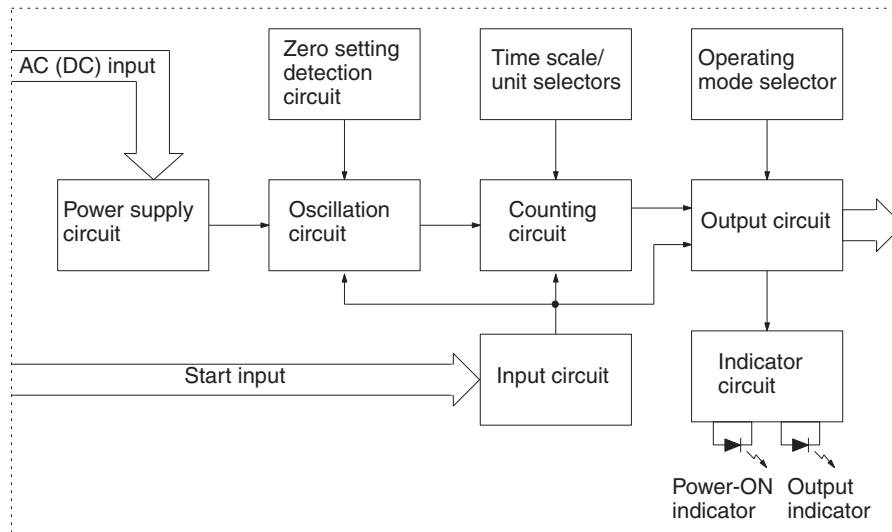 AC (DC) input
Zero setting
detection
circuit
Time scale/
unit selectors
Operating
mode selector
Power supply
circuit
Oscillation
circuit
Counting
circuit
Output circuit
Start input
Input circuit
Indicator
circuit
Power-ON
indicator
Output
indicator